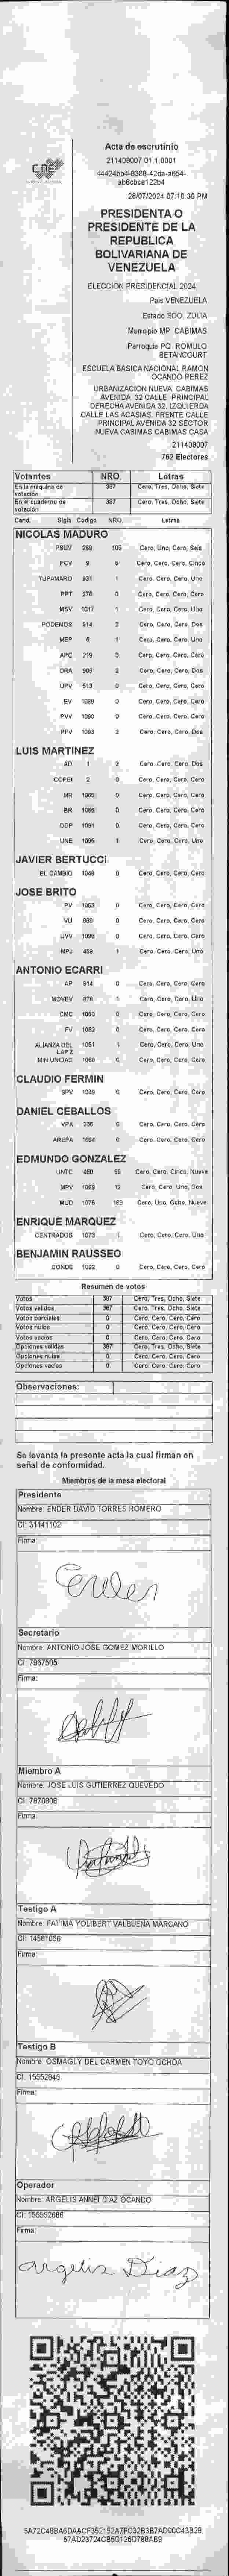 CNE
Acta de escrutinio
211408007.01.1.0001
28/07/2024 07:10:30 PM
PRESIDENTA O
PRESIDENTE DE LA
REPUBLICA
BOLIVARIANA DE
VENEZUELA
ELECCION PRESIDENCIAL 2024
Pais VENEZUELA
Estado EDO. ZULIA
Municipio MP. CABIMAS
Parroquia PQ. ROMULO
BETANCOURT
ESCUELA BASICA NACIONAL RAMON
OCANDO PEREZ
URBANIZACION NUEVA CABIMAS
AVENIDA 32 CALLE PRINCIPAL
DERECHA AVENIDA 32. IZQUIERDA
CALLE LAS ACASIAS. FRENTE CALLE
PRINCIPAL AVENIDA 32 SECTOR
NUEVA CABIMAS CABIMAS CASA
211408007
762 Electores
Votantes NRO. Letras
En la maquina de votación 387 Cero, Tres, Ocho, Siete
En el cuaderno de votación 387 Cero, Tres, Ocho, Siete
Cand. Sigla Codigo NRO. Letras
NICOLAS MADURO
PSUV 259 106 Cero, Uno, Cero, Seis
PCV 9 5 Cero, Cero, Cero, Cinco
TUPAMARO 931 1 Cero, Cero, Cero, Uno
PPT 376 0 Cero, Cero, Cero, Cero
MSV 1017 1 Cero, Cero, Cero, Uno
PODEMOS 514 2 Cero, Cero, Cero, Dos
MEP 6 1 Cero, Cero, Cero, Uno
APC 219 0 Cero, Cero, Cero, Cero
ORA 906 2 Cero, Cero, Cero, Dos
UPV 513 0 Cero, Cero, Cero, Cero
EV 1089 0 Cero, Cero, Cero, Cero
PVV 1090 0 Cero, Cero, Cero, Cero
PFV 1093 2 Cero, Cero, Cero, Dos
LUIS MARTINEZ
AD 1 2 Cero, Cero, Cero, Dos
COPEI 2 0 Cero, Cero, Cero, Cero
MR 1065 0 Cero, Cero, Cero, Cero
BR 1066 0 Cero, Cero, Cero, Cero
DDP 1091 0 Cero, Cero, Cero, Cero
UNE 1095 1 Cero, Cero, Cero, Uno
JAVIER BERTUCCI
EL CAMBIO 1048 0 Cero, Cero, Cero, Cero
JOSE BRITO
PV 1053 0 Cero, Cero, Cero, Cero
VU 988 0 Cero, Cero, Cero, Cero
UVV 1096 0 Cero, Cero, Cero, Cero
MPJ 458 1 Cero, Cero, Cero, Uno
ANTONIO ECARRI
AP 914 0 Cero, Cero, Cero, Cero
MOVEV 876 1 Cero, Cero, Cero, Uno
CMC 1050 0 Cero, Cero, Cero, Cero
FV 1052 0 Cero, Cero, Cero, Cero
ALIANZA DEL LAPIZ 1051 1 Cero, Cero, Cero, Uno
MIN UNIDAD 1060 0 Cero, Cero, Cero, Cero
CLAUDIO FERMIN
SPV 1049 0 Cero, Cero, Cero, Cero
DANIEL CEBALLOS
VPA 336 0 Cero, Cero, Cero, Cero
AREPA 1094 0 Cero, Cero, Cero, Cero
EDMUNDO GONZALEZ
UNTC 480 59 Cero, Cero, Cinco, Nueve
MPV 1063 12 Cero, Cero, Uno, Dos
MUD 1075 189 Cero, Uno, Ocho, Nueve
ENRIQUE MARQUEZ
CENTRADOS 1073 1 Cero, Cero, Cero, Uno
BENJAMIN RAUSSEO
CONDE 1092 0 Cero, Cero, Cero, Cero
Resumen de votos
Votos 387 Cero, Tres, Ocho, Siete
Votos validos 387 Cero, Tres, Ocho, Siete
Votos parciales 0 Cero, Cero, Cero, Cero
Votos nulos 0 Cero, Cero, Cero, Cero
Votos vacios 0 Cero, Cero, Cero, Cero
Opciones validas 387 Cero, Tres, Ocho, Siete
Opciones nulas 0 Cero, Cero, Cero, Cero
Opciones vacias 0 Cero, Cero, Cero, Cero
Observaciones:
Se levanta la presente acta la cual firman en
señal de conformidad.
Miembros de la mesa electoral
Presidente
Nombre: ENDER DAVID TORRES ROMERO
CI: 31141102
Firma:
Ender
Secretario
Nombre: ANTONIO JOSE GOMEZ MORILLO
CI: 7967505
Firma:
Miembro A
Nombre: JOSE LUIS GUTIERREZ QUEVEDO
CI: 7870808
Firma:
Testigo A
Nombre: FATIMA YOLIBERT VALBUENA MARCANO
CI: 14581056
Firma:
Testigo B
Nombre: OSMAGLY DEL CARMEN TOYO OCHOA
CI: 15552848
Firma:
Operador
Nombre: ARGELIS ANNEI DIAZ OCANDO
CI: 155552686
Firma:
Argelis Diaz